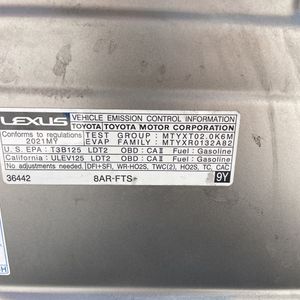 LEXUS
VEHICLE EMISSION CONTROL INFORMATION
TOYOTA TOYOTA MOTOR CORPORATION
Conforms to regulations : 2021MY
TEST GROUP : MTYXT02.0K6M
EVAP FAMILY : MTYXR0132A82
U.S. EPA : T3B125 LDT2 OBD : CAII Fuel : Gasoline
California : ULEV125 LDT2 OBD : CAII Fuel : Gasoline
No adjustments needed. DFI+SFI, WR-HO2S, TWC(2), HO2S, TC, CAC
36442 8AR-FTS 9Y